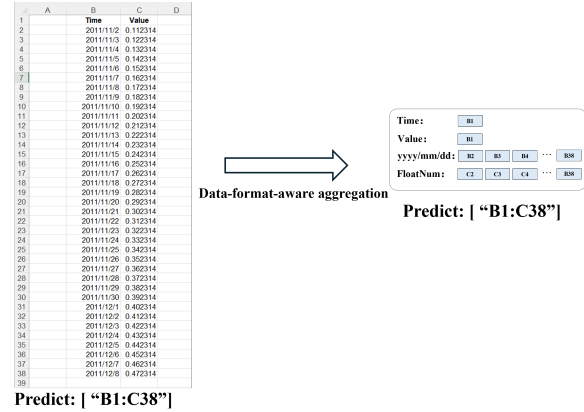 A B C D
1 Time Value
2 2011/11/2 0.112314
3 2011/11/3 0.122314
4 2011/11/4 0.132314
5 2011/11/5 0.142314
6 2011/11/6 0.152314
7 2011/11/7 0.162314
8 2011/11/8 0.172314
9 2011/11/9 0.182314
10 2011/11/10 0.192314
11 2011/11/11 0.202314
12 2011/11/12 0.212314
13 2011/11/13 0.222314
14 2011/11/14 0.232314
15 2011/11/15 0.242314
16 2011/11/16 0.252314
17 2011/11/17 0.262314
18 2011/11/18 0.272314
19 2011/11/19 0.282314
20 2011/11/20 0.292314
21 2011/11/21 0.302314
22 2011/11/22 0.312314
23 2011/11/23 0.322314
24 2011/11/24 0.332314
25 2011/11/25 0.342314
26 2011/11/26 0.352314
27 2011/11/27 0.362314
28 2011/11/28 0.372314
29 2011/11/29 0.382314
30 2011/11/30 0.392314
31 2011/12/1 0.402314
32 2011/12/2 0.412314
33 2011/12/3 0.422314
34 2011/12/4 0.432314
35 2011/12/5 0.442314
36 2011/12/6 0.452314
37 2011/12/7 0.462314
38 2011/12/8 0.472314
39
Predict: [ “B1:C38”]
Data-format-aware aggregation
Time: B1
Value: B1
yyyy/mm/dd: B2 B3 B4 ... B38
FloatNum: C2 C3 C4 ... B38
Predict: [ “B1:C38”]